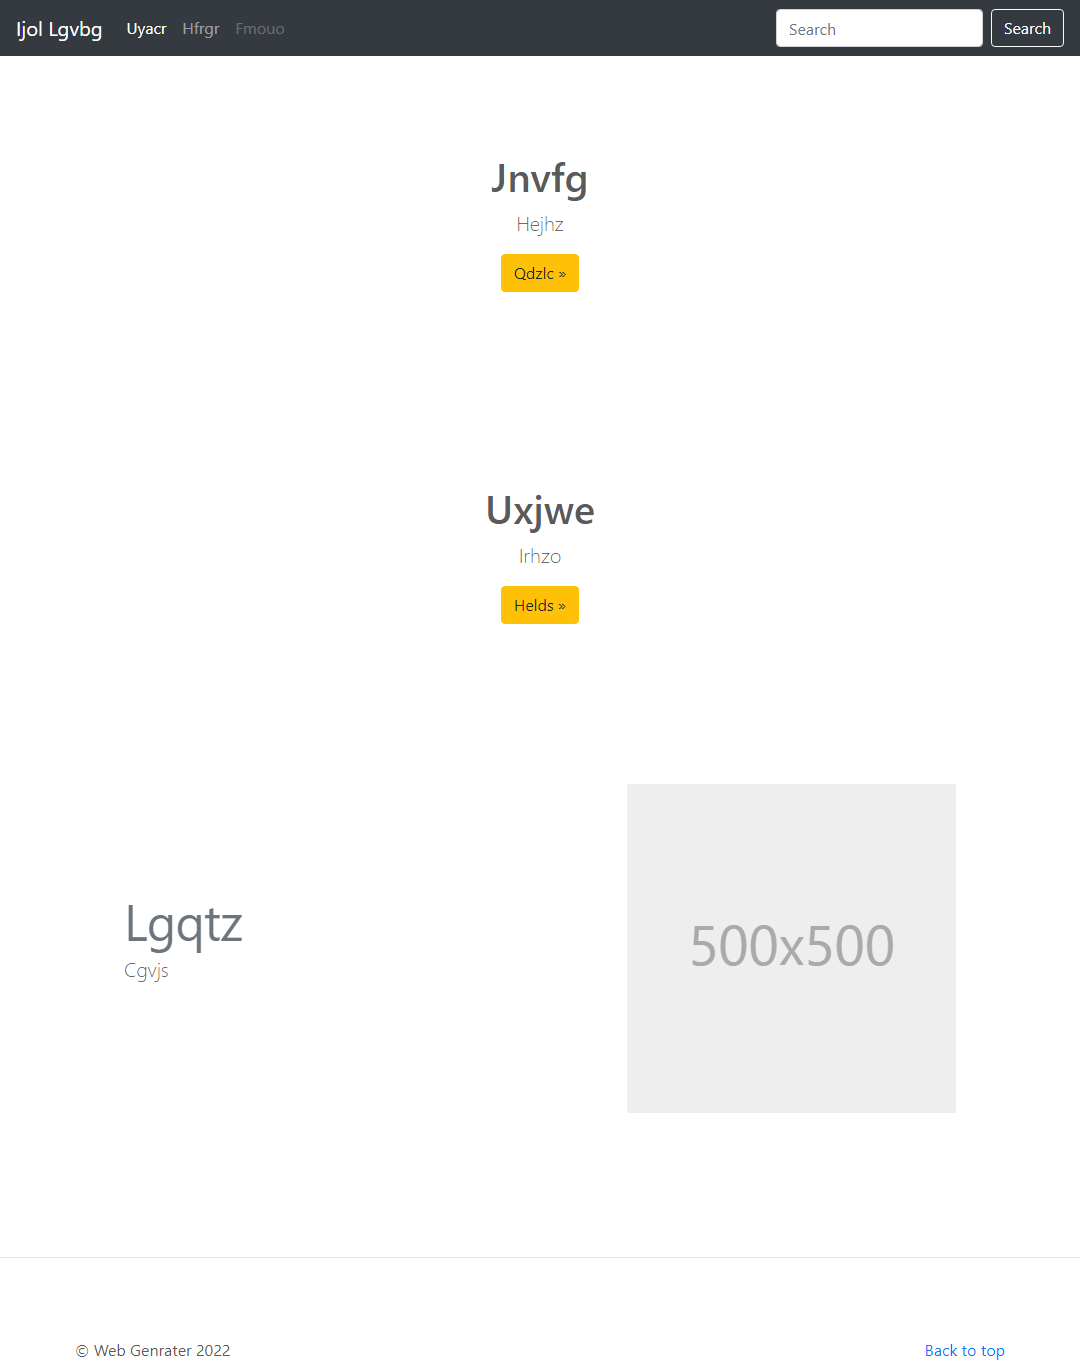 Ijol Lgvbg Uyacr Hfrgr Fmouo Search Search
Jnvfg
Hejhz
Qdzlc »
Uxjwe
Irhzo
Helds »
Lgqtz
Cgvjs
500x500
© Web Genrater 2022 Back to top